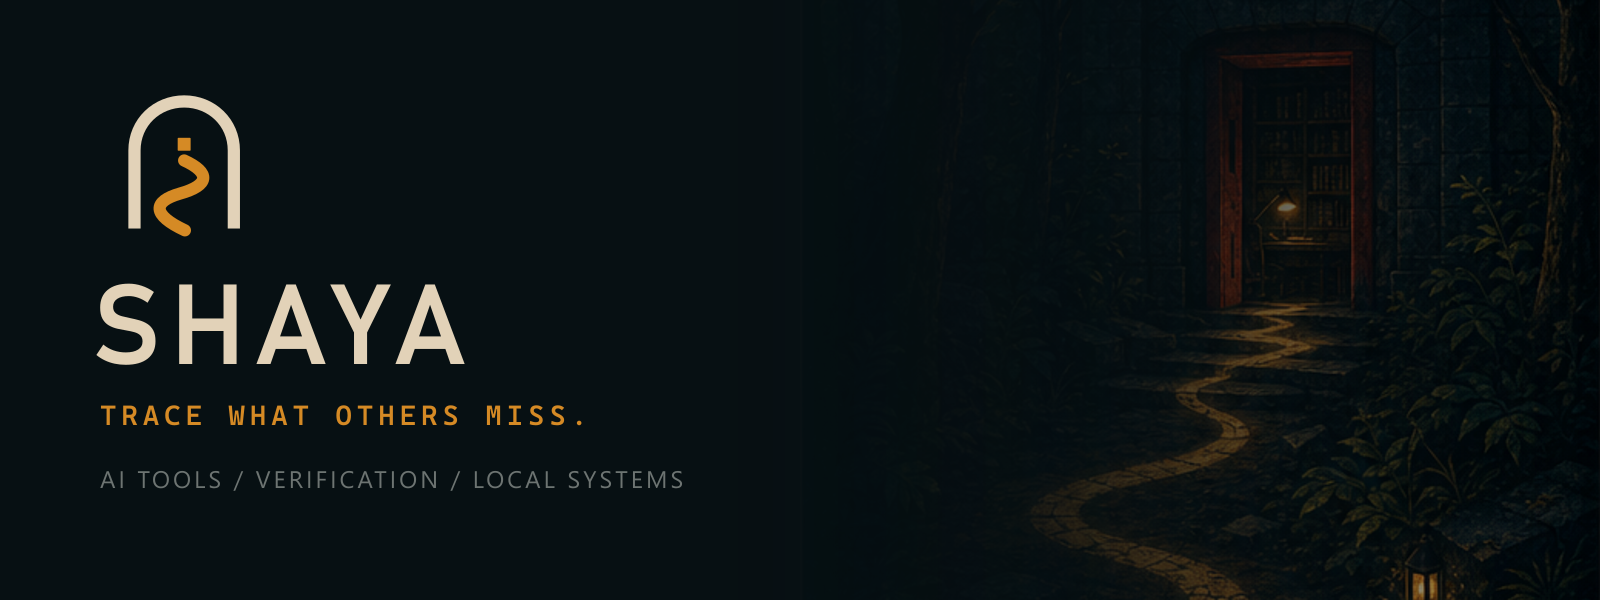 SHAYA
TRACE WHAT OTHERS MISS.
AI TOOLS / VERIFICATION / LOCAL SYSTEMS